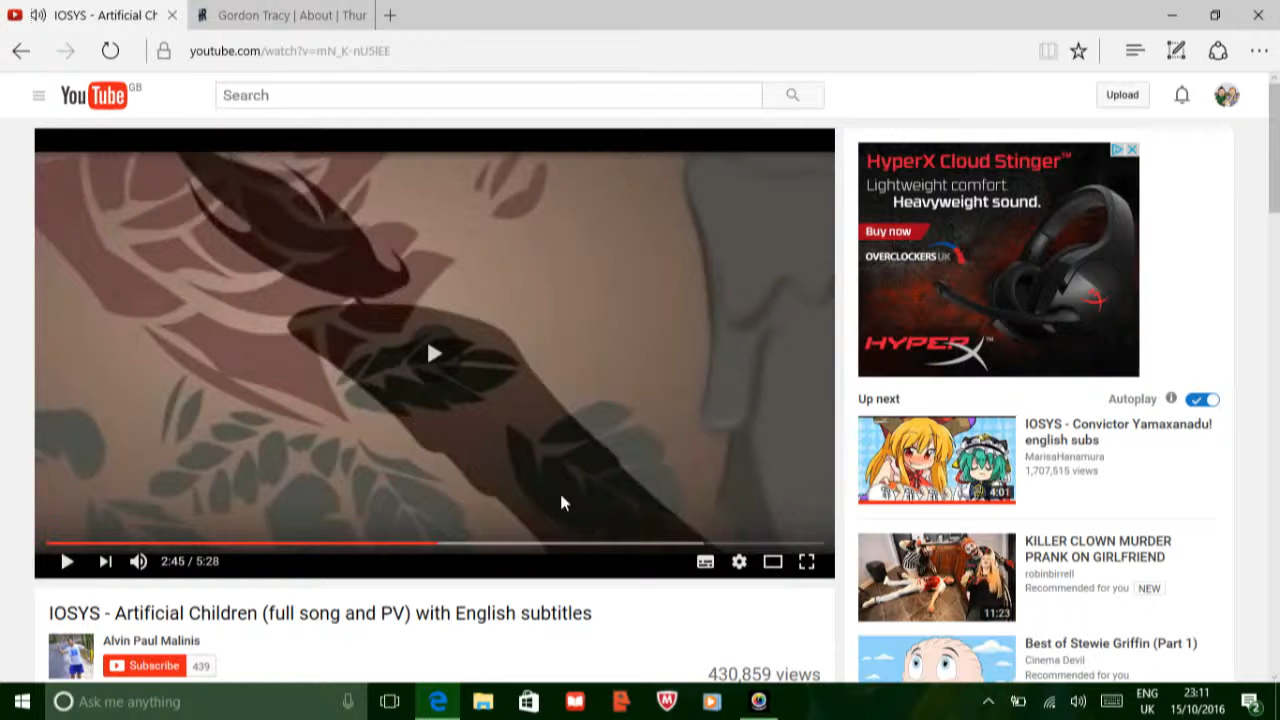 IOSYS - Artificial Ch
Gordon Tracy | About | Thur
youtube.com/watch?v=mN_K-nU5lEE
YouTube GB
Search
Upload
HyperX Cloud Stinger™
Lightweight comfort.
Heavyweight sound.
Buy now
OVERCLOCKERS UK
HYPERX™
Up next
Autoplay
IOSYS - Convictor Yamaxanadu!
english subs
MarisaHanamura
1,707,515 views
4:01
KILLER CLOWN MURDER
PRANK ON GIRLFRIEND
robinbirrell
Recommended for you NEW
11:23
2:45 / 5:28
IOSYS - Artificial Children (full song and PV) with English subtitles
Alvin Paul Malinis
Subscribe 439
430,859 views
Best of Stewie Griffin (Part 1)
Cinema Devil
Recommended for you
Ask me anything
ENG
UK
23:11
15/10/2016
2